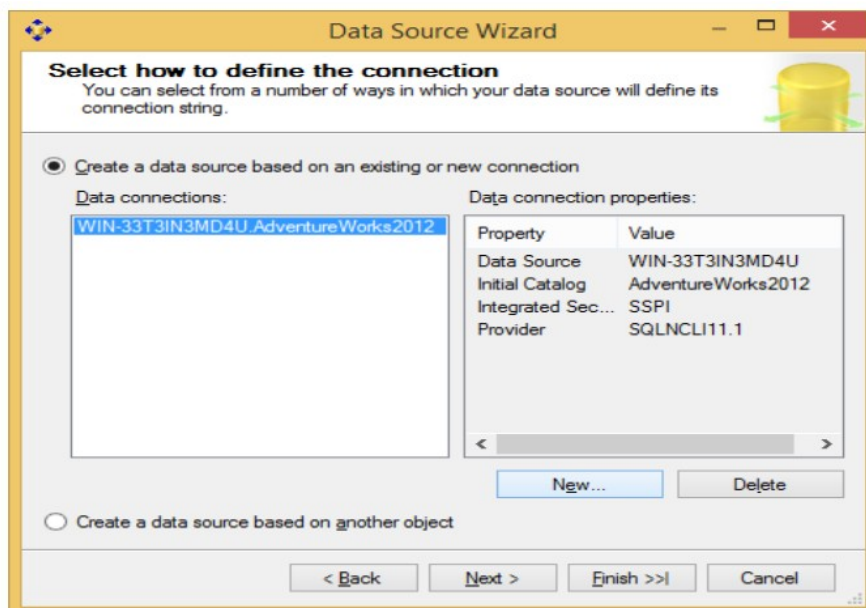 Data Source Wizard
Select how to define the connection
You can select from a number of ways in which your data source will define its
connection string.
Create a data source based on an existing or new connection
Data connections:
WIN-33T3IN3MD4U.AdventureWorks2012
Data connection properties:
Property Value
Data Source WIN-33T3IN3MD4U
Initial Catalog AdventureWorks2012
Integrated Sec... SSPI
Provider SQLNCLI11.1
New...
Delete
Create a data source based on another object
< Back
Next >
Finish >>|
Cancel